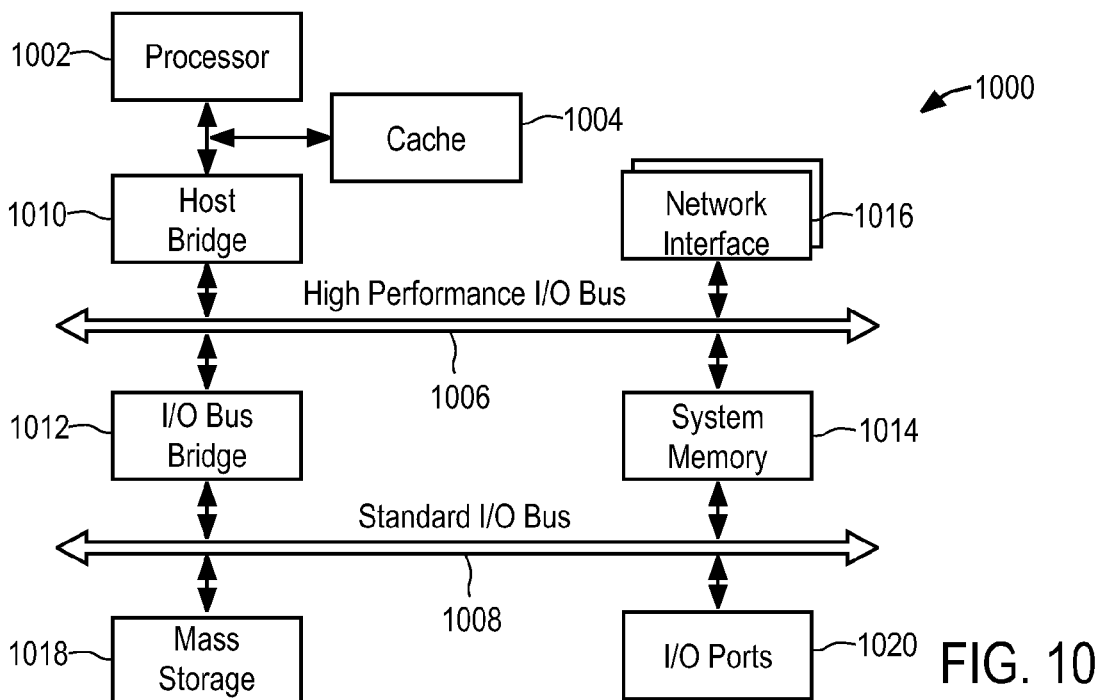 1002
Processor
1000
Cache
1004
1010
Host
Bridge
Network
Interface
1016
High Performance I/O Bus
1006
1012
I/O Bus
Bridge
System
Memory
1014
Standard I/O Bus
1008
1018
Mass
Storage
I/O Ports
1020
FIG. 10